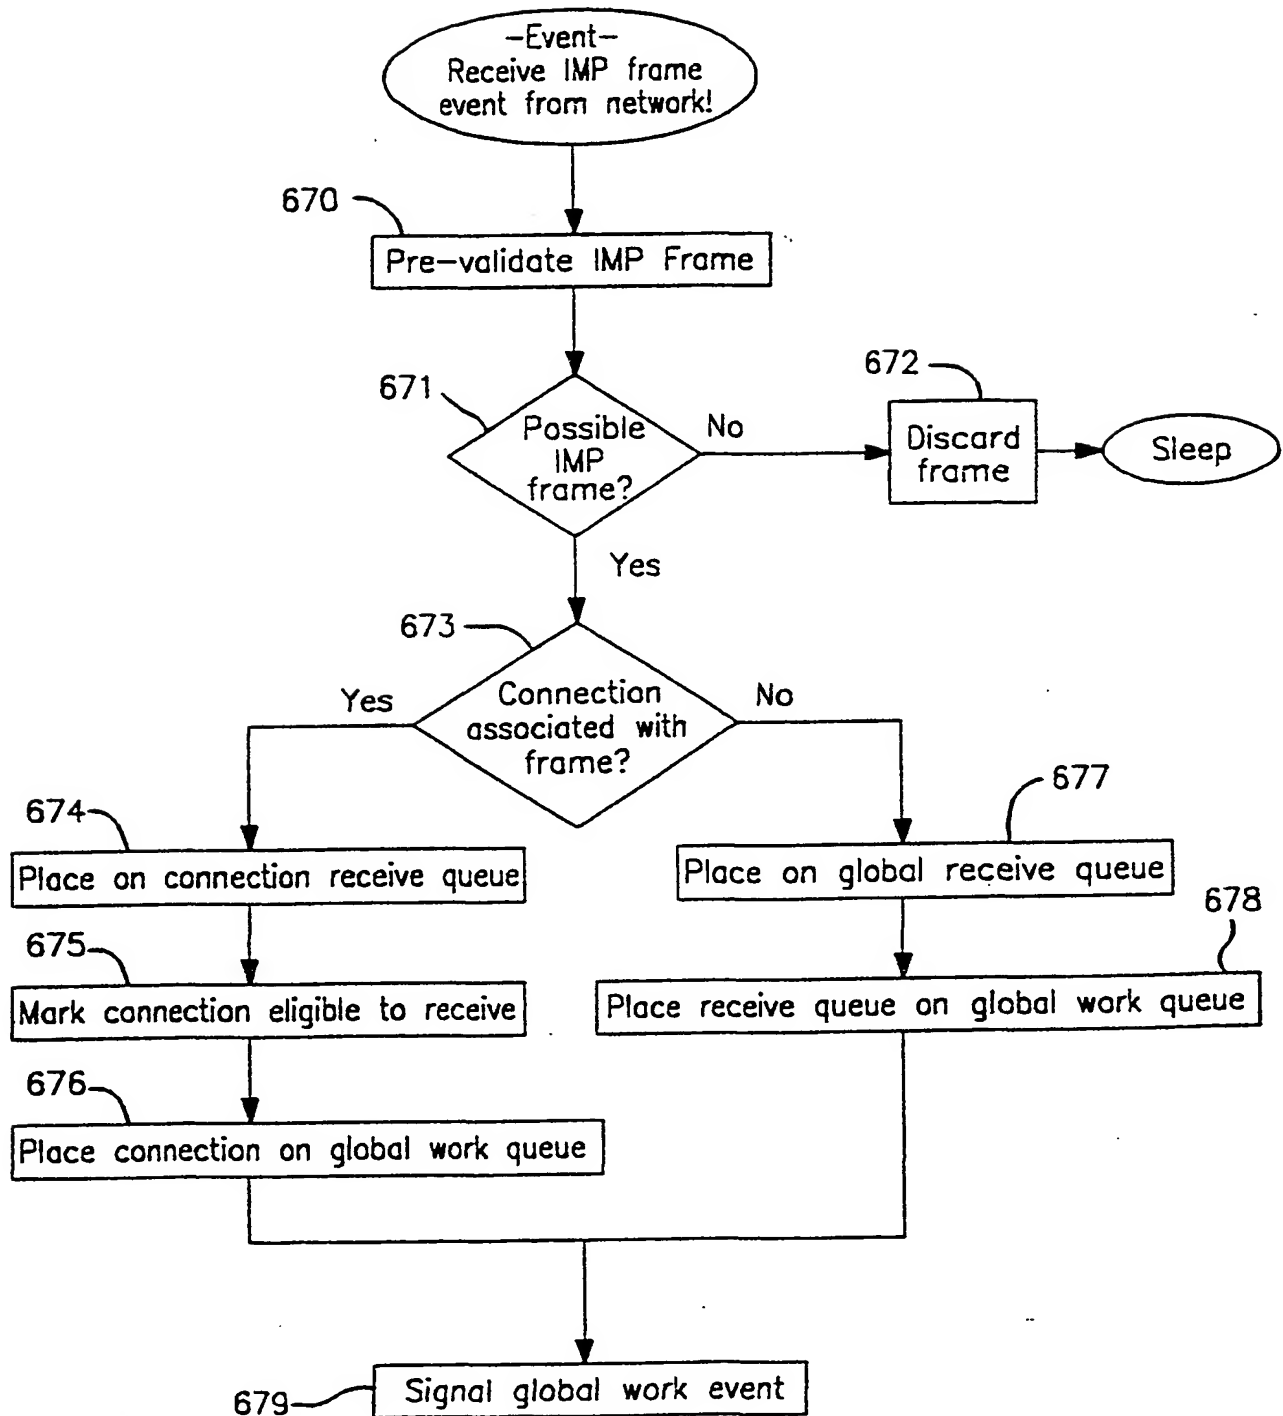 -Event-
Receive IMP frame
event from network!
670
Pre-validate IMP Frame
671
Possible
IMP
frame?
No
672
Discard
frame
Sleep
Yes
673
Connection
associated with
frame?
Yes
No
674
Place on connection receive queue
677
Place on global receive queue
675
Mark connection eligible to receive
678
Place receive queue on global work queue
676
Place connection on global work queue
679
Signal global work event